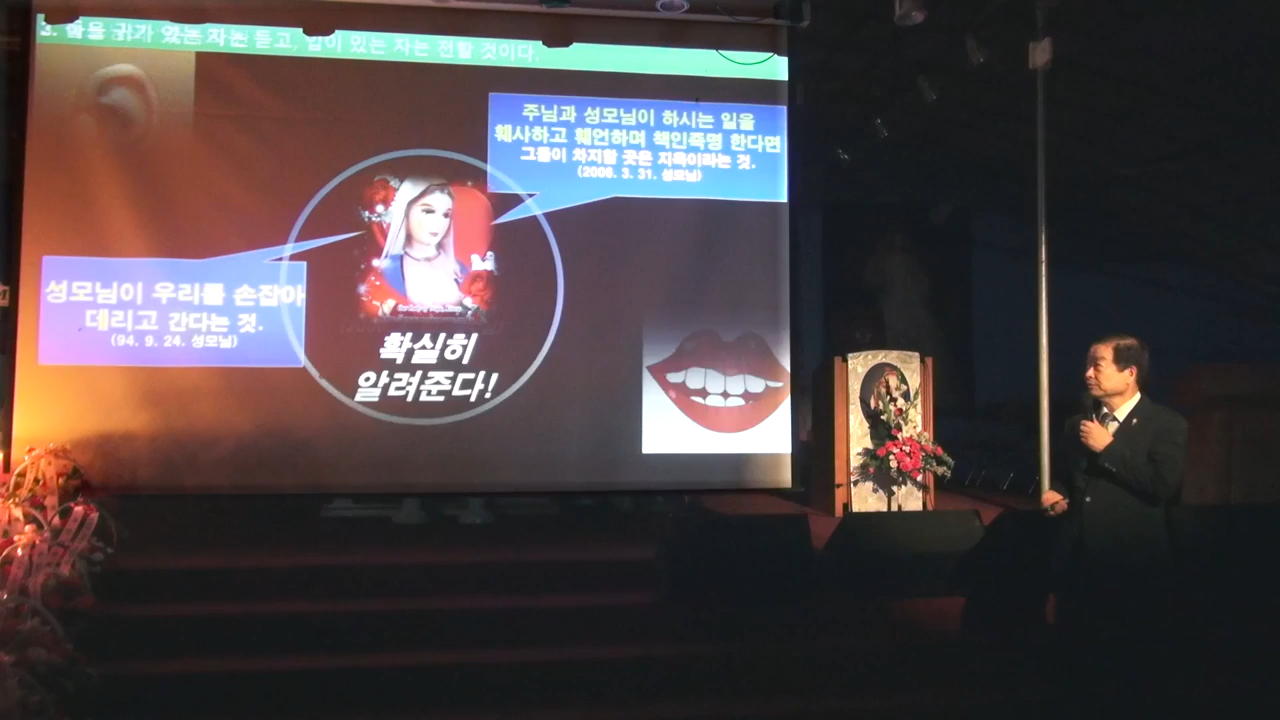 3. 들을 귀가 있는 자는 듣고, 입이 있는 자는 전할 것이다.
주님과 성모님이 하시는 일을
훼사하고 훼언하며 책인즉명 한다면
그들이 차지할 곳은 지옥이라는 것.
(2006. 3. 31. 성모님)
성모님이 우리를 손잡아
데리고 간다는 것.
(94. 9. 24. 성모님)
확실히
알려준다!